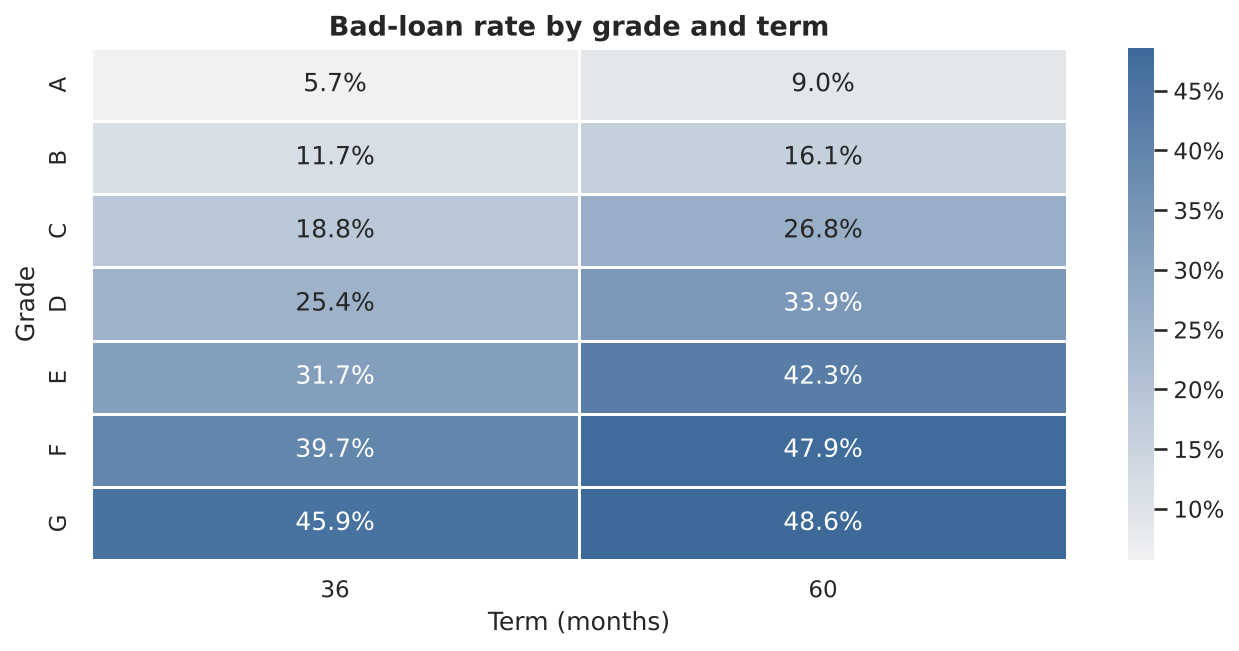 Bad-loan rate by grade and term
Grade
A 5.7% 9.0%
B 11.7% 16.1%
C 18.8% 26.8%
D 25.4% 33.9%
E 31.7% 42.3%
F 39.7% 47.9%
G 45.9% 48.6%
36 60
Term (months)
45%
40%
35%
30%
25%
20%
15%
10%